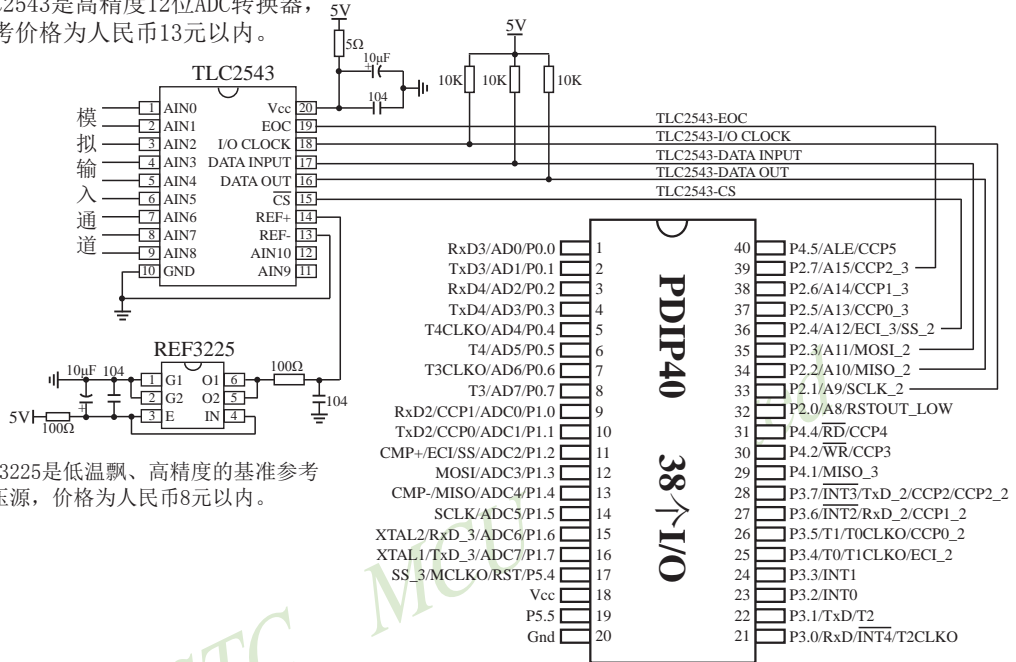 2543是高精度12位ADC转换器，
考价格为人民币13元以内。
5V
5Ω
10μF
104
5V
10K
10K
10K
TLC2543
模拟输入通道
1 AIN0
2 AIN1
3 AIN2
4 AIN3
5 AIN4
6 AIN5
7 AIN6
8 AIN7
9 AIN8
10 GND
Vcc 20
EOC 19
I/O CLOCK 18
DATA INPUT 17
DATA OUT 16
CS 15
REF+ 14
REF- 13
AIN10 12
AIN9 11
TLC2543-EOC
TLC2543-I/O CLOCK
TLC2543-DATA INPUT
TLC2543-DATA OUT
TLC2543-CS
REF3225
10μF
104
1 G1
2 G2
3 E
O1 6
O2 5
IN 4
100Ω
104
5V
100Ω
3225是低温飘、高精度的基准参考
压源，价格为人民币8元以内。
PDIP40
38个I/O
RxD3/AD0/P0.0 1
TxD3/AD1/P0.1 2
RxD4/AD2/P0.2 3
TxD4/AD3/P0.3 4
T4CLKO/AD4/P0.4 5
T4/AD5/P0.5 6
T3CLKO/AD6/P0.6 7
T3/AD7/P0.7 8
RxD2/CCP1/ADC0/P1.0 9
TxD2/CCP0/ADC1/P1.1 10
CMP+/ECI/SS/ADC2/P1.2 11
MOSI/ADC3/P1.3 12
CMP-/MISO/ADC4/P1.4 13
SCLK/ADC5/P1.5 14
XTAL2/RxD_3/ADC6/P1.6 15
XTAL1/TxD_3/ADC7/P1.7 16
SS_3/MCLKO/RST/P5.4 17
Vcc 18
P5.5 19
Gnd 20
40 P4.5/ALE/CCP5
39 P2.7/A15/CCP2_3
38 P2.6/A14/CCP1_3
37 P2.5/A13/CCP0_3
36 P2.4/A12/ECI_3/SS_2
35 P2.3/A11/MOSI_2
34 P2.2/A10/MISO_2
33 P2.1/A9/SCLK_2
32 P2.0/A8/RSTOUT_LOW
31 P4.4/RD/CCP4
30 P4.2/WR/CCP3
29 P4.1/MISO_3
28 P3.7/INT3/TxD_2/CCP2/CCP2_2
27 P3.6/INT2/RxD_2/CCP1_2
26 P3.5/T1/T0CLKO/CCP0_2
25 P3.4/T0/T1CLKO/ECI_2
24 P3.3/INT1
23 P3.2/INT0
22 P3.1/TxD/T2
21 P3.0/RxD/INT4/T2CLKO
STC MCU